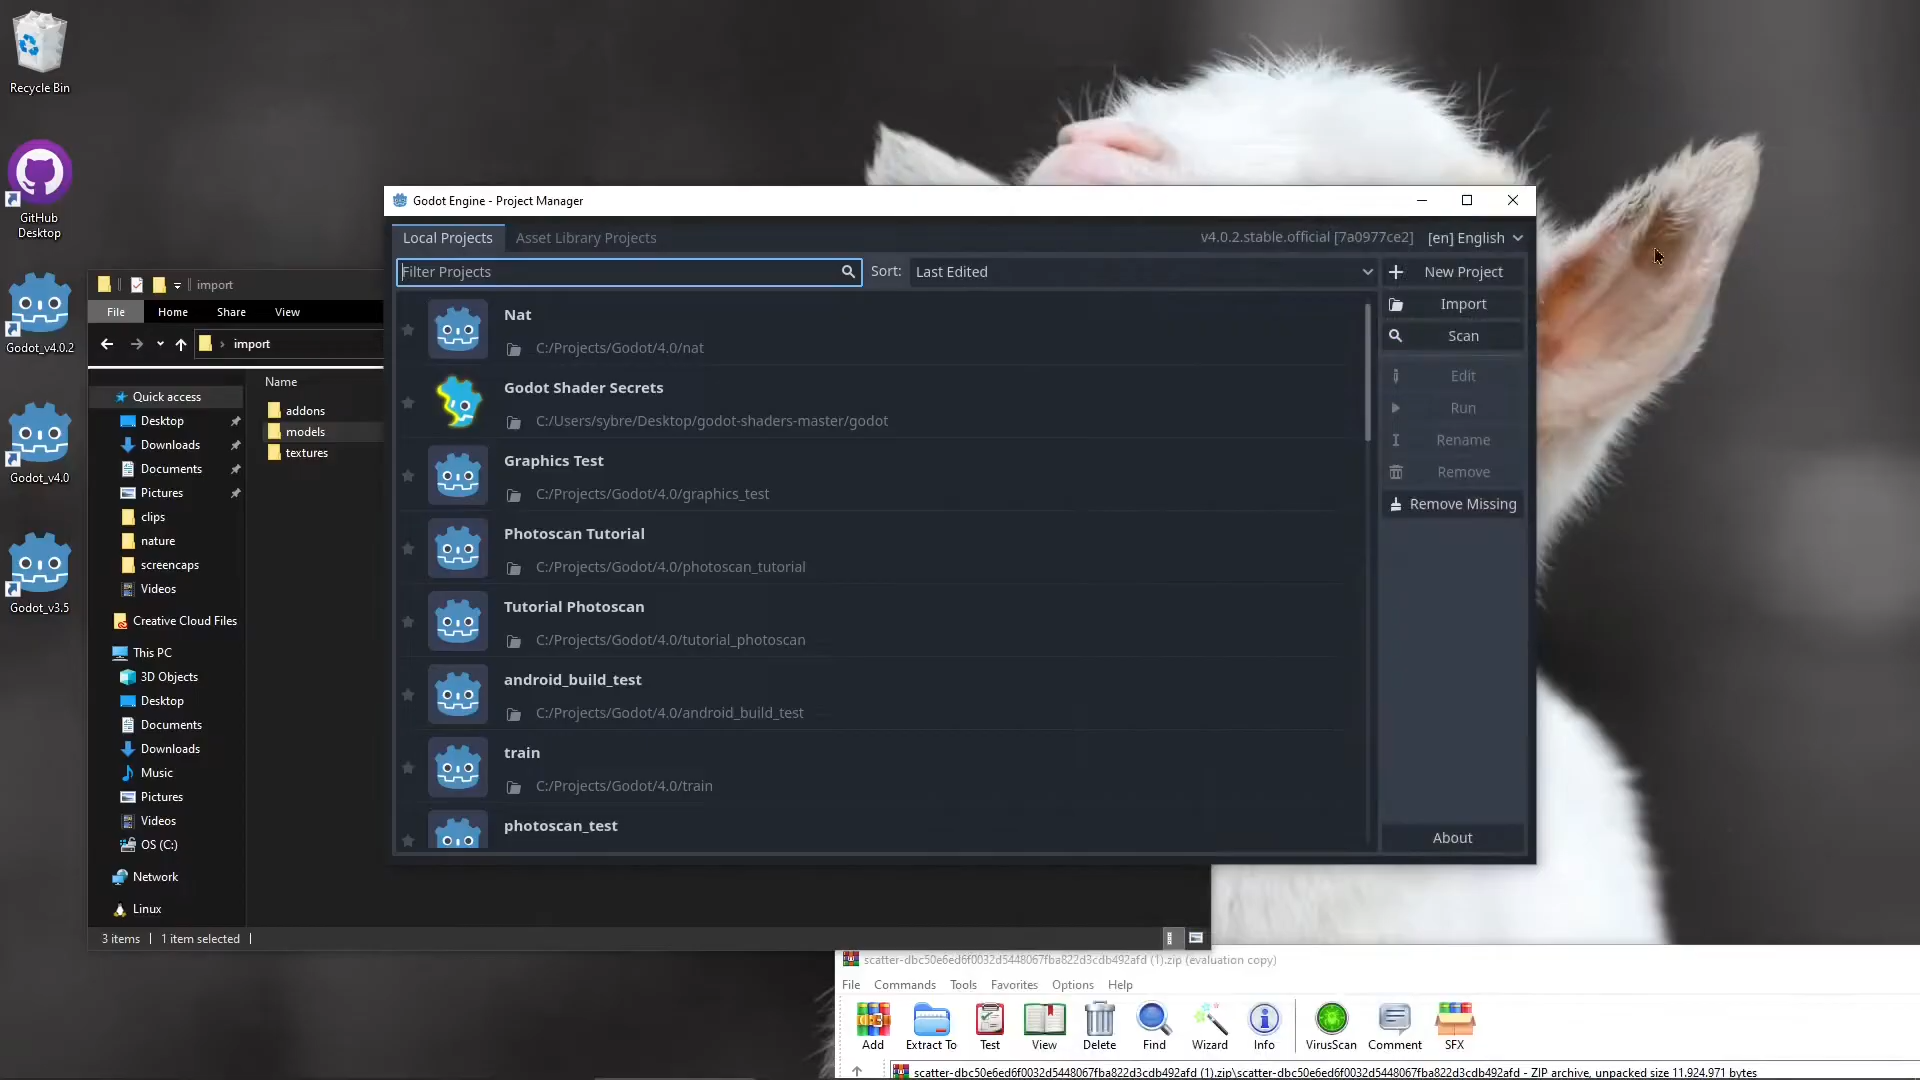 Recycle Bin
GitHub
Desktop
Godot_v4.0.2
Godot_v4.0
Godot_v3.5
import
File
Home
Share
View
import
Quick access
Desktop
Downloads
Documents
Pictures
clips
nature
screencaps
Videos
Creative Cloud Files
This PC
3D Objects
Desktop
Documents
Downloads
Music
Pictures
Videos
OS (C:)
Network
Linux
Name
addons
models
textures
3 items
1 item selected
Godot Engine - Project Manager
Local Projects
Asset Library Projects
v4.0.2.stable.official [7a0977ce2]
[en] English
Filter Projects
Sort:
Last Edited
Nat
C:/Projects/Godot/4.0/nat
Godot Shader Secrets
C:/Users/sybre/Desktop/godot-shaders-master/godot
Graphics Test
C:/Projects/Godot/4.0/graphics_test
Photoscan Tutorial
C:/Projects/Godot/4.0/photoscan_tutorial
Tutorial Photoscan
C:/Projects/Godot/4.0/tutorial_photoscan
android_build_test
C:/Projects/Godot/4.0/android_build_test
train
C:/Projects/Godot/4.0/train
photoscan_test
New Project
Import
Scan
Edit
Run
Rename
Remove
Remove Missing
About
scatter-dbc50e6ed6f0032d5448067fba822d3cdb492afd (1).zip (evaluation copy)
File
Commands
Tools
Favorites
Options
Help
Add
Extract To
Test
View
Delete
Find
Wizard
Info
VirusScan
Comment
SFX
scatter-dbc50e6ed6f0032d5448067fba822d3cdb492afd (1).zip\scatter-dbc50e6ed6f0032d5448067fba822d3cdb492afd - ZIP archive, unpacked size 11.924.971 bytes